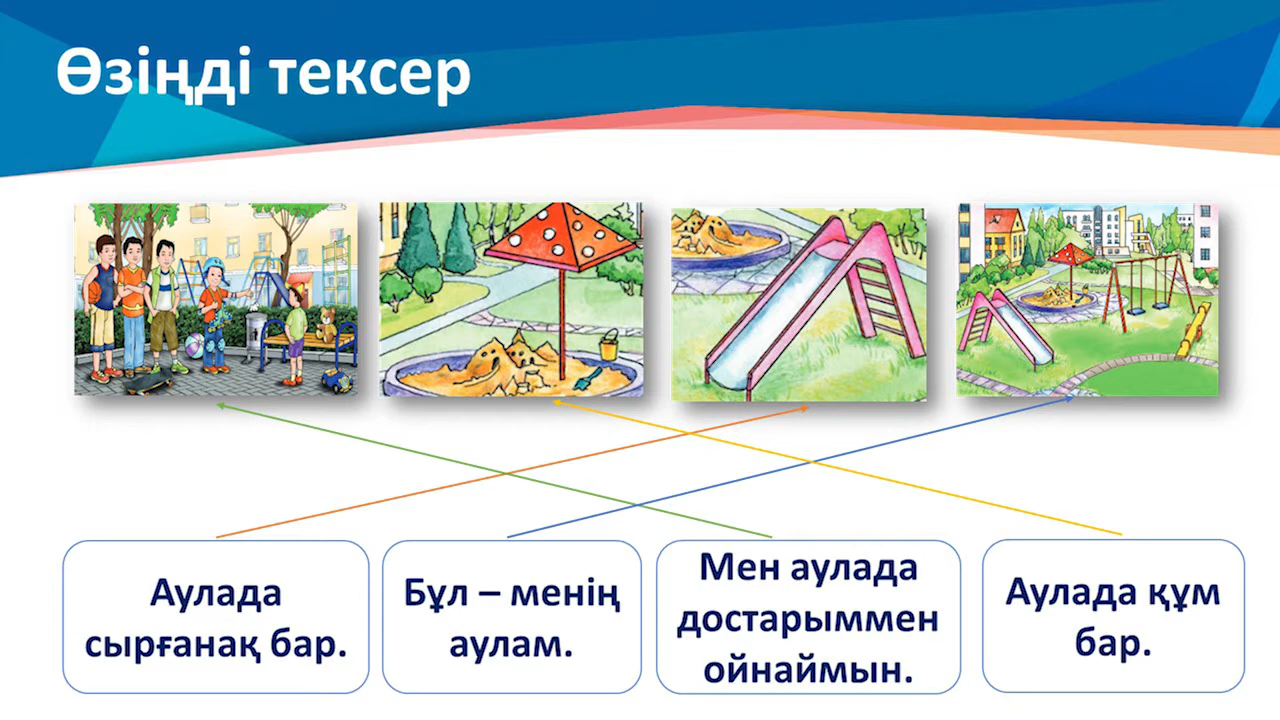 Өзіңді тексер
Аулада
сырғанақ бар.
Бұл – менің
аулам.
Мен аулада
достарыммен
ойнаймын.
Аулада құм
бар.